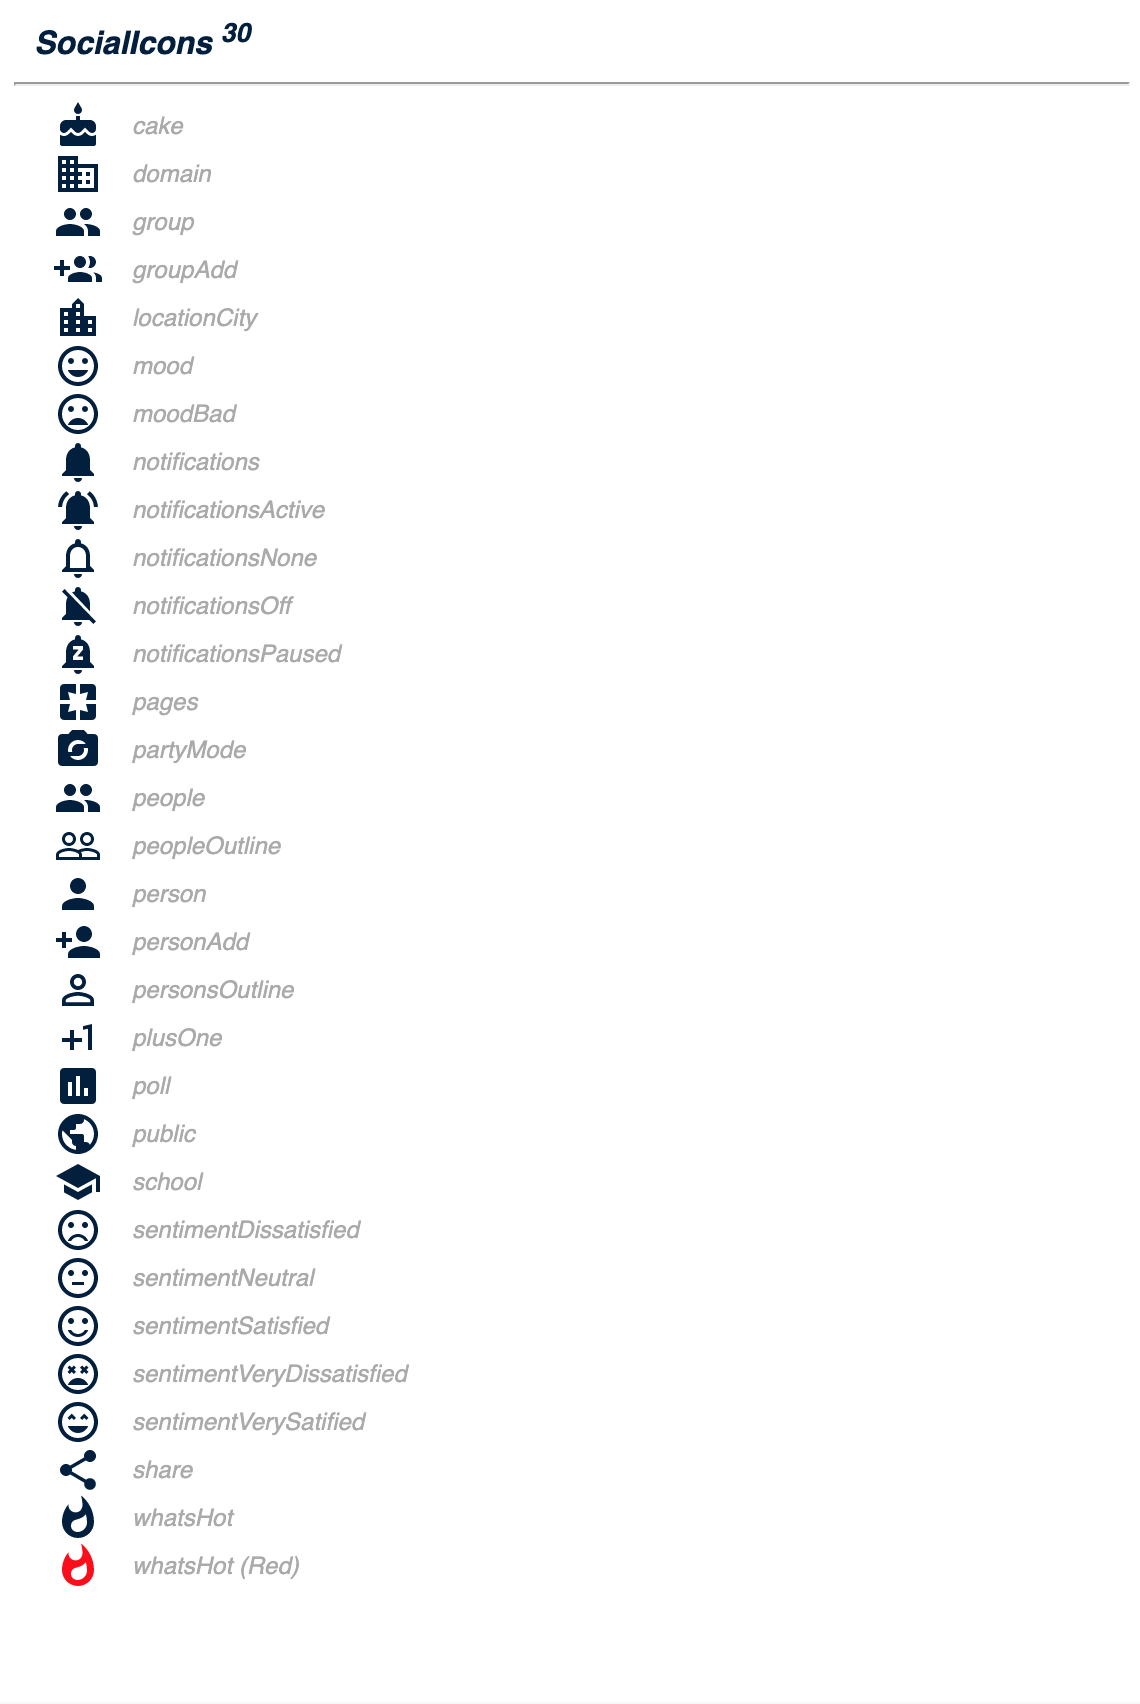 SocialIcons 30
cake
domain
group
groupAdd
locationCity
mood
moodBad
notifications
notificationsActive
notificationsNone
notificationsOff
notificationsPaused
pages
partyMode
people
peopleOutline
person
personAdd
personsOutline
+1 plusOne
poll
public
school
sentimentDissatisfied
sentimentNeutral
sentimentSatisfied
sentimentVeryDissatisfied
sentimentVerySatified
share
whatsHot
whatsHot (Red)